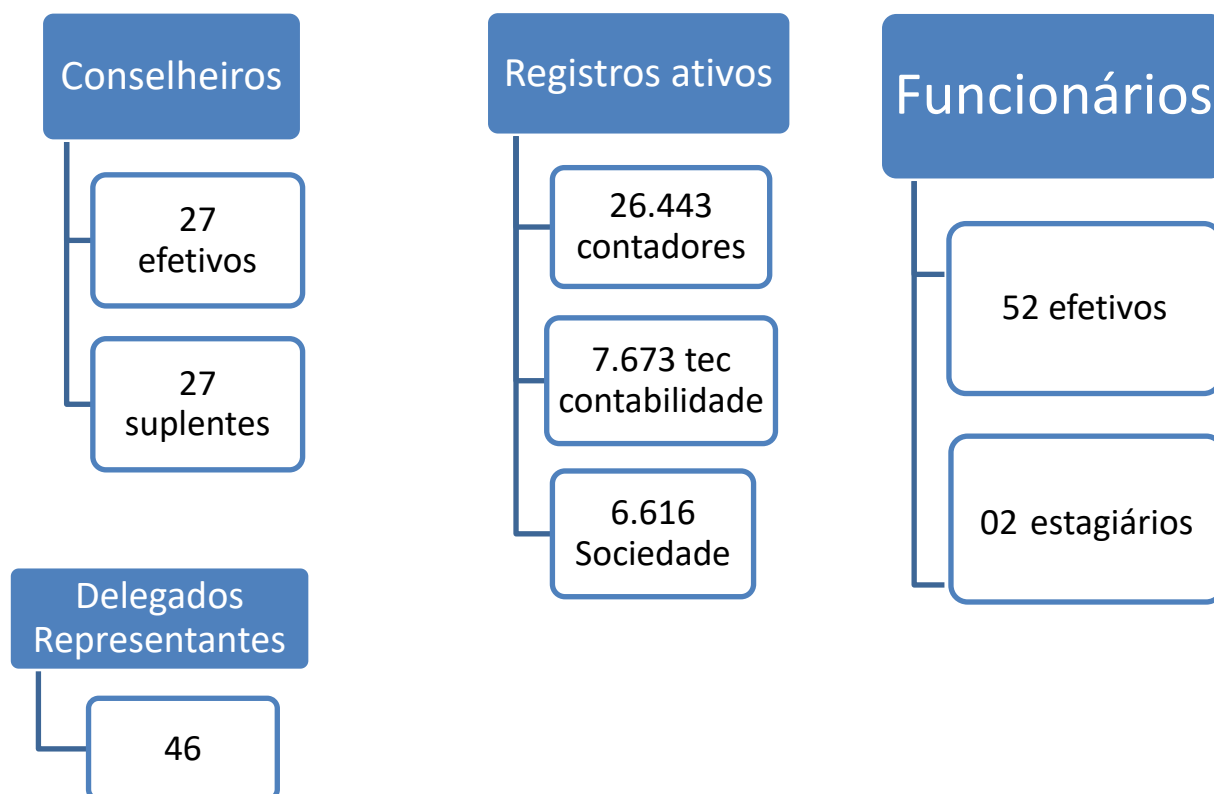 Conselheiros
27
efetivos
27
suplentes
Delegados
Representantes
46
Registros ativos
26.443
contadores
7.673 tec
contabilidade
6.616
Sociedade
Funcionários
52 efetivos
02 estagiários